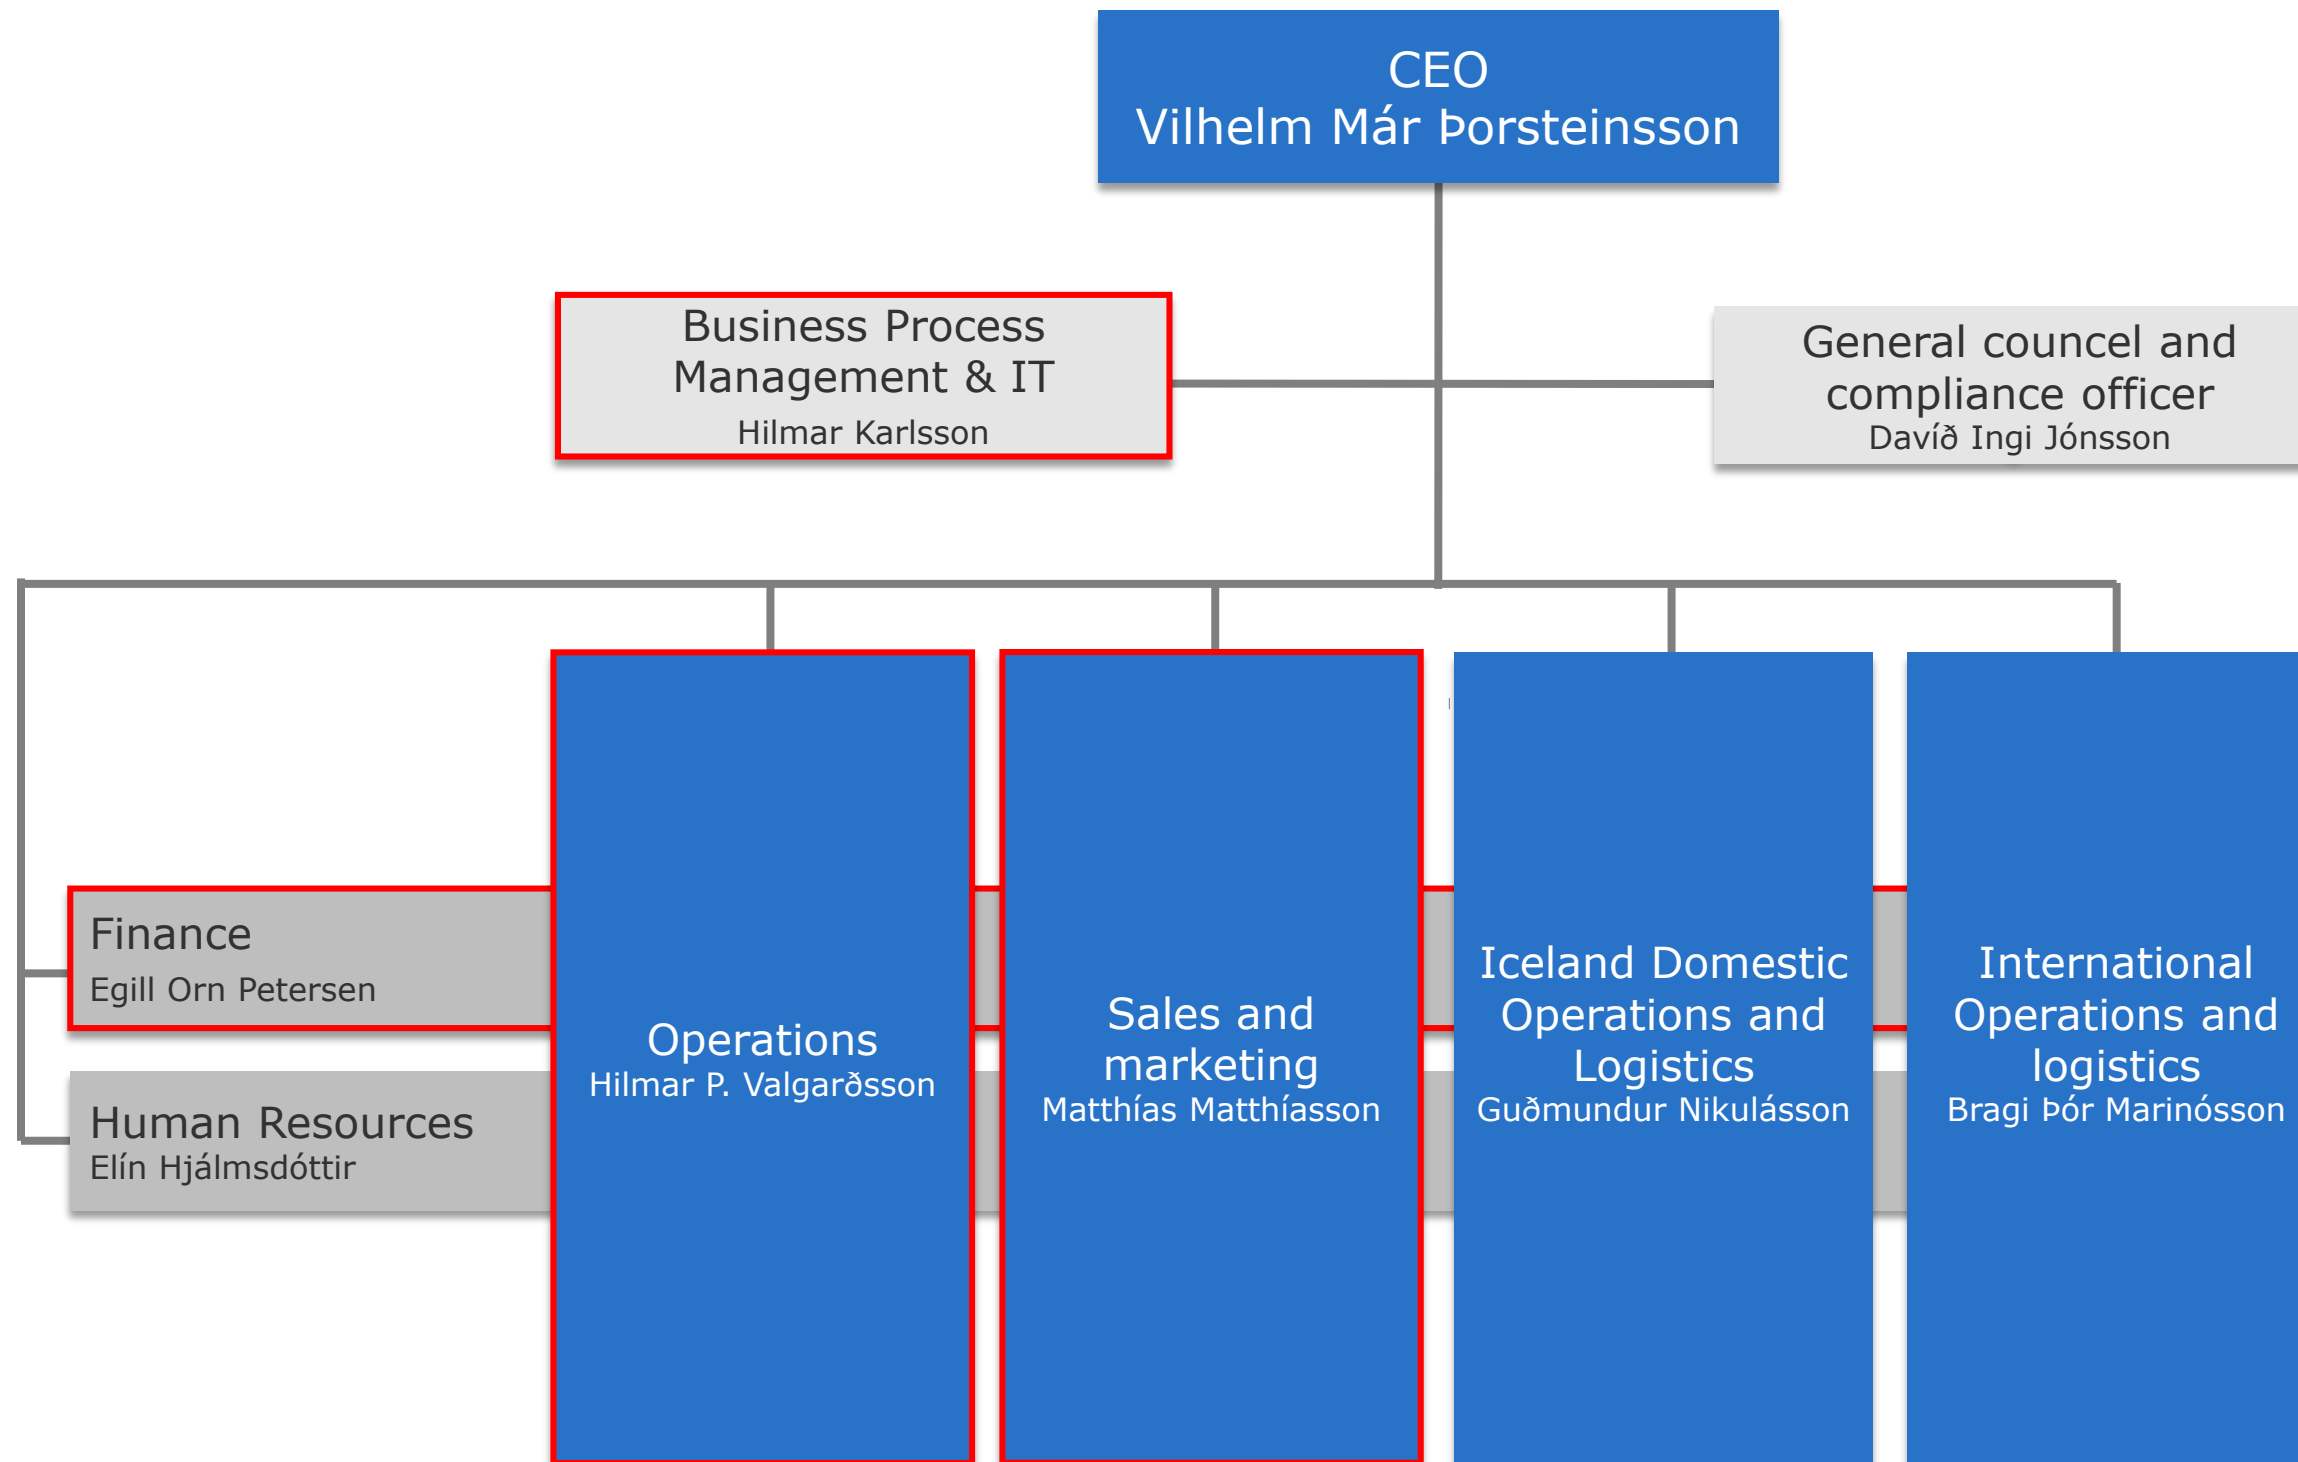 CEO
Vilhelm Már Þorsteinsson
Business Process
Management & IT
Hilmar Karlsson
General councel and
compliance officer
Davíð Ingi Jónsson
Finance
Egill Orn Petersen
Human Resources
Elín Hjálmsdóttir
Operations
Hilmar P. Valgarðsson
Sales and
marketing
Matthías Matthíasson
Iceland Domestic
Operations and
Logistics
Guðmundur Nikulásson
International
Operations and
logistics
Bragi Þór Marinósson